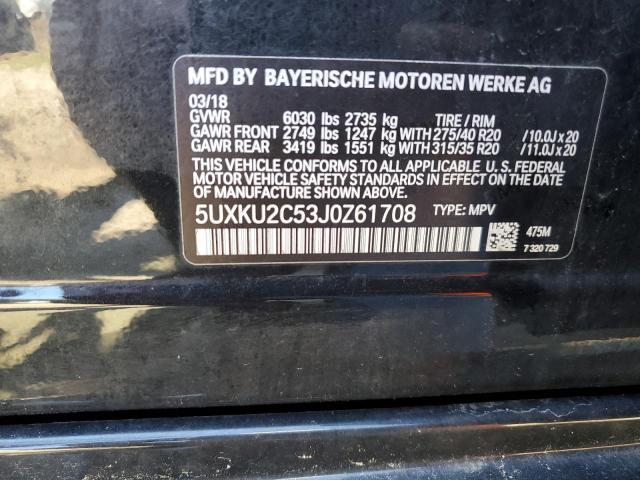 MFD BY BAYERISCHE MOTOREN WERKE AG
03/18
GVWR 6030 lbs 2735 kg TIRE / RIM
GAWR FRONT 2749 lbs 1247 kg WITH 275/40 R20 /10.0J x 20
GAWR REAR 3419 lbs 1551 kg WITH 315/35 R20 /11.0J x 20
THIS VEHICLE CONFORMS TO ALL APPLICABLE U. S. FEDERAL
MOTOR VEHICLE SAFETY STANDARDS IN EFFECT ON THE DATE
OF MANUFACTURE SHOWN ABOVE.
5UXKU2C53J0Z61708 TYPE: MPV
475M
7 320 729